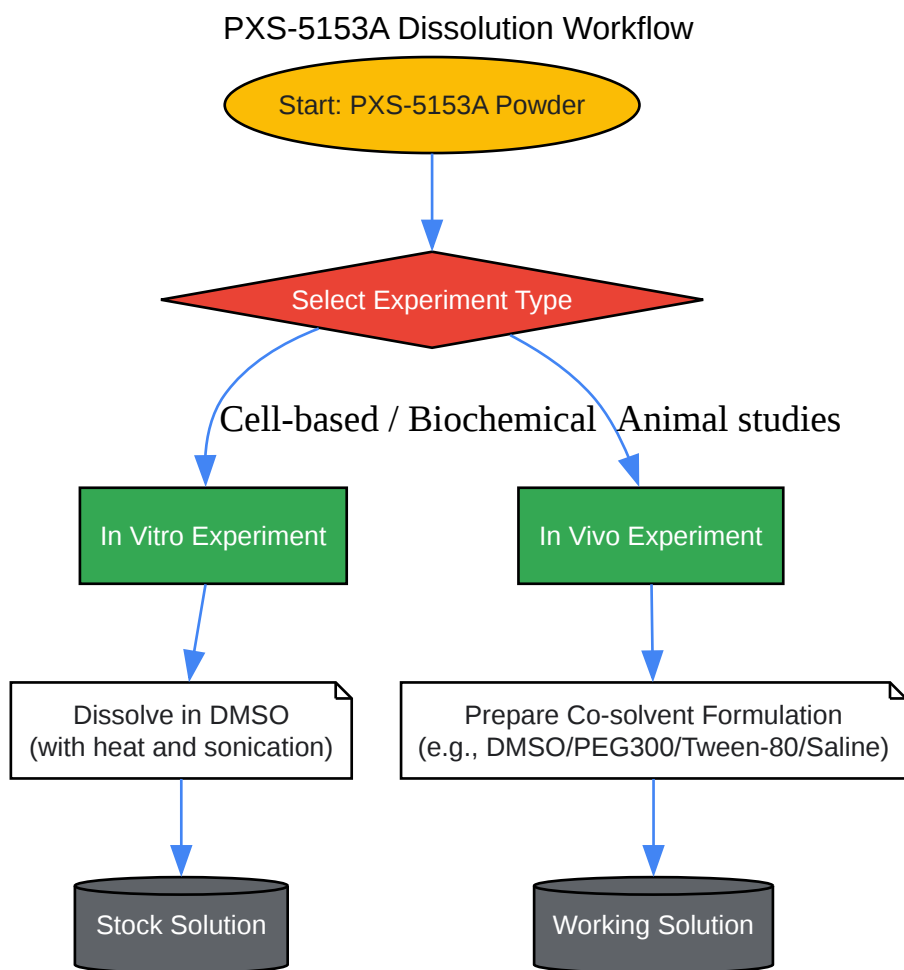 PXS-5153A Dissolution Workflow
Start: PXS-5153A Powder
Select Experiment Type
Cell-based / Biochemical
Animal studies
In Vitro Experiment
In Vivo Experiment
Dissolve in DMSO
(with heat and sonication)
Prepare Co-solvent Formulation
(e.g., DMSO/PEG300/Tween-80/Saline)
Stock Solution
Working Solution